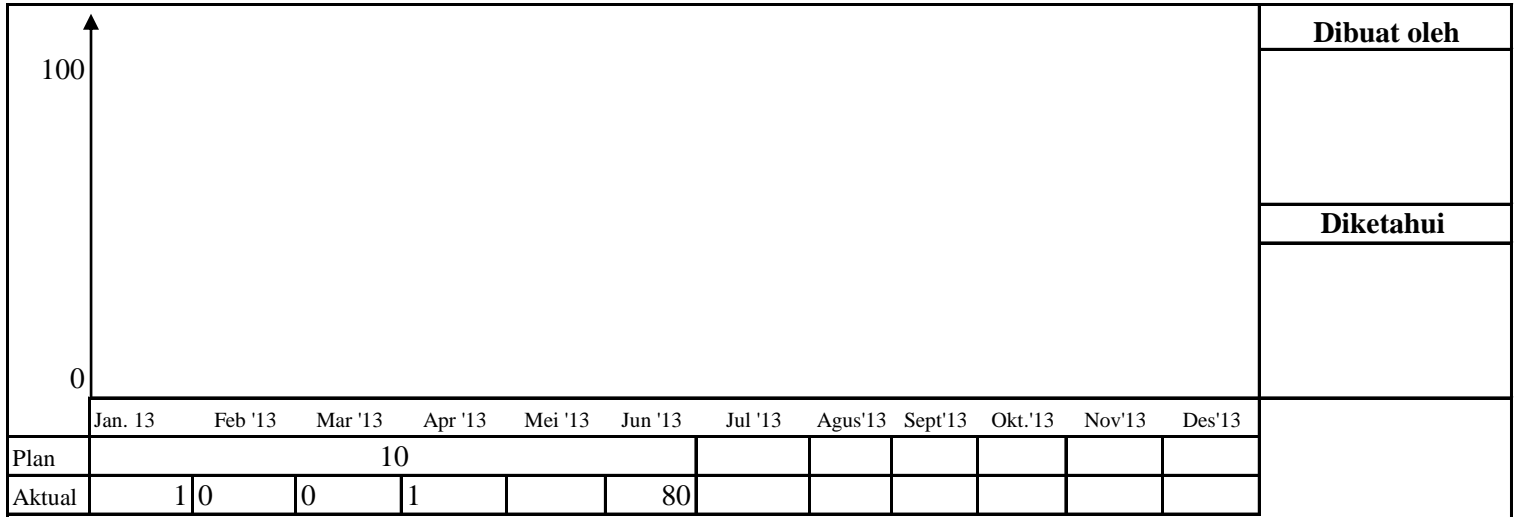 Dibuat oleh
100
Diketahui
0
Jan. 13 Feb '13 Mar '13 Apr '13 Mei '13 Jun '13 Jul '13 Agus'13 Sept'13 Okt.'13 Nov'13 Des'13
Plan 10
Aktual 1 0 0 1 80